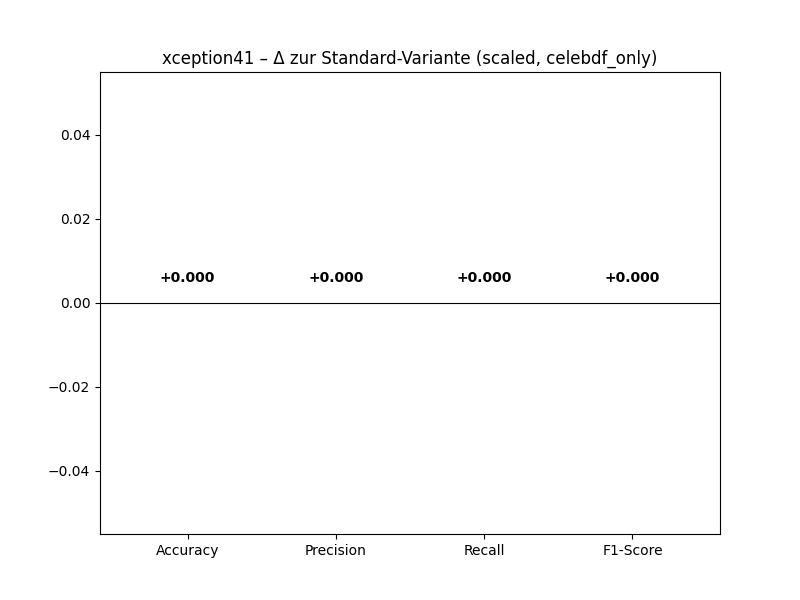 xception41 – Δ zur Standard-Variante (scaled, celebdf_only)
0.04
0.02
+0.000 +0.000 +0.000 +0.000
0.00
−0.02
−0.04
Accuracy Precision Recall F1-Score